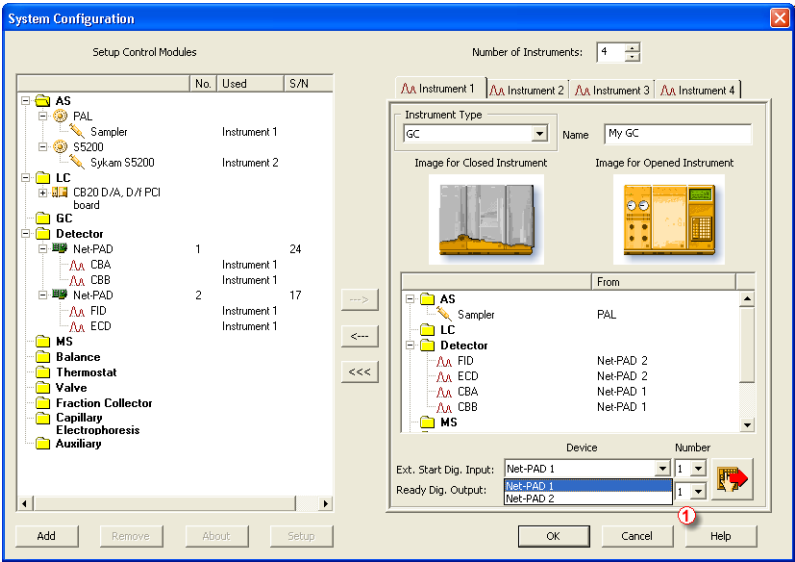 System Configuration
Setup Control Modules
Number of Instruments: 4
No. Used S/N
AS
PAL
Sampler Instrument 1
S5200
Sykam S5200 Instrument 2
LC
CB20 D/A, D/f PCI
board
GC
Detector
Net-PAD 1 24
CBA Instrument 1
CBB Instrument 1
Net-PAD 2 17
FID Instrument 1
ECD Instrument 1
MS
Balance
Thermostat
Valve
Fraction Collector
Capillary
Electrophoresis
Auxiliary
--->
<---
<<<
Instrument 1 Instrument 2 Instrument 3 Instrument 4
Instrument Type
GC Name My GC
Image for Closed Instrument Image for Opened Instrument
From
AS
Sampler PAL
LC
Detector
FID Net-PAD 2
ECD Net-PAD 2
CBA Net-PAD 1
CBB Net-PAD 1
MS
Device Number
Ext. Start Dig. Input: Net-PAD 1 1
Ready Dig. Output: Net-PAD 1 1
Net-PAD 2
1
Add Remove About Setup OK Cancel Help